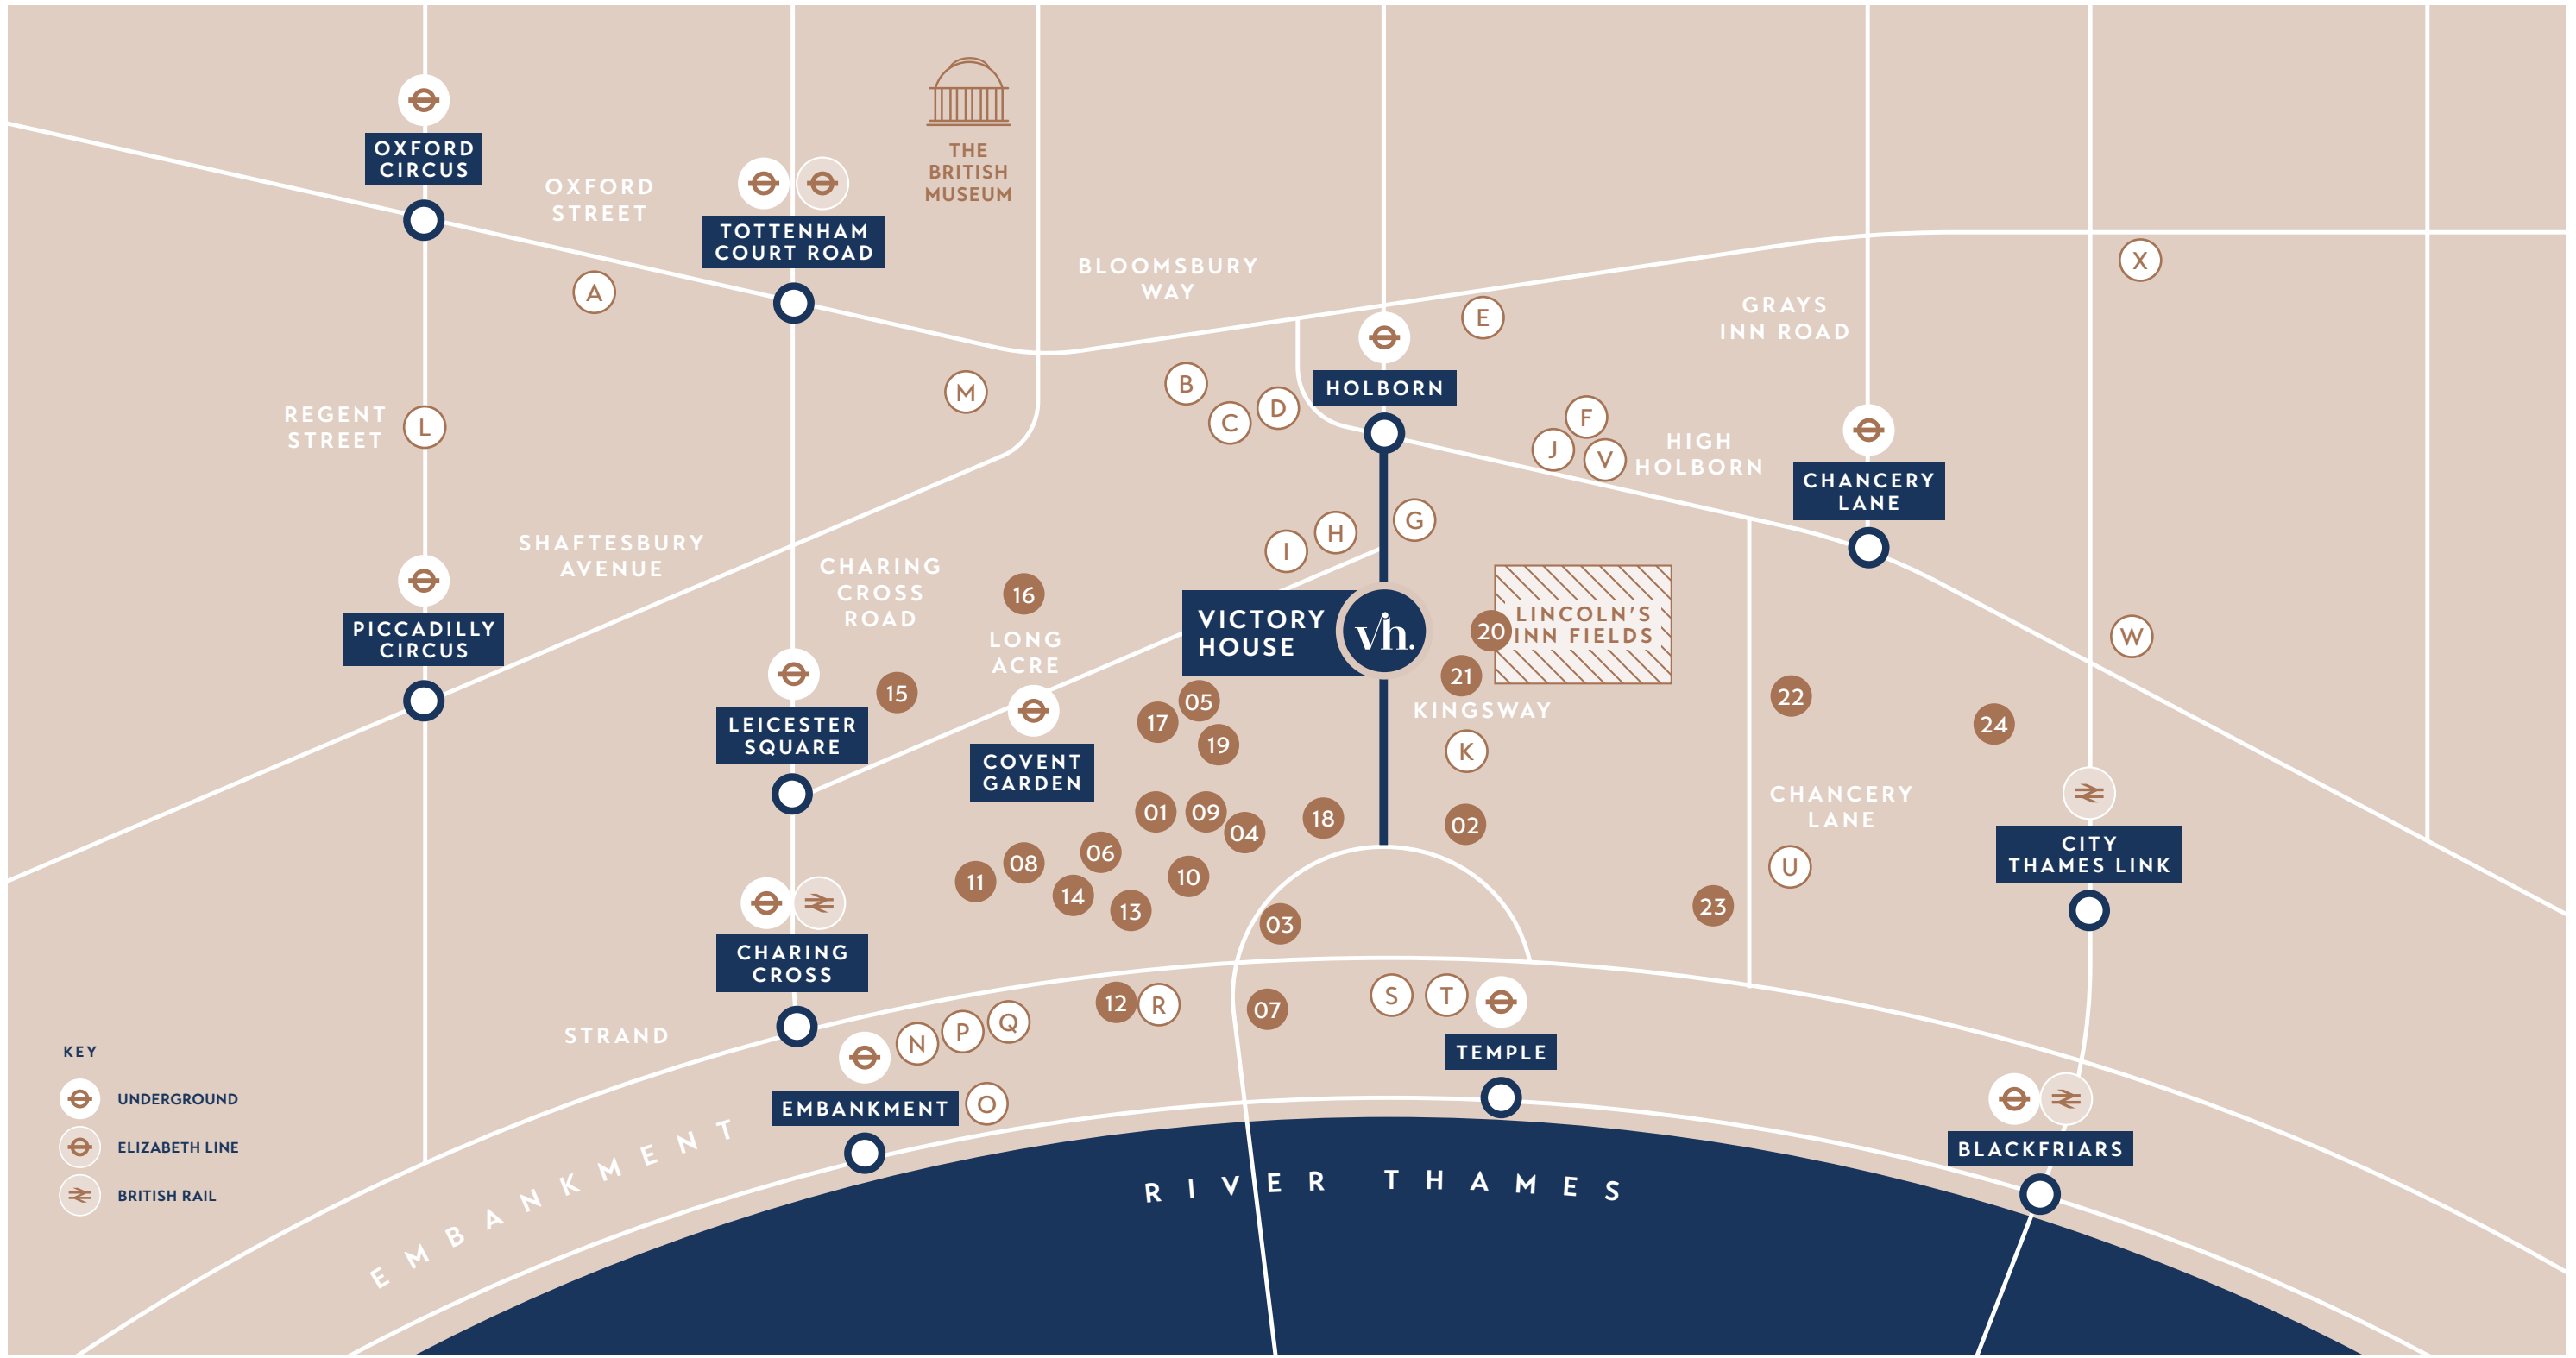 OXFORD
CIRCUS
OXFORD
STREET
TOTTENHAM
COURT ROAD
THE
BRITISH
MUSEUM
BLOOMSBURY
WAY
A
X
E
GRAYS
INN ROAD
HOLBORN
M
B
C
D
REGENT
STREET
L
F
J
V
HIGH
HOLBORN
CHANCERY
LANE
G
H
I
SHAFTESBURY
AVENUE
CHARING
CROSS
ROAD
16
LONG
ACRE
PICCADILLY
CIRCUS
VICTORY
HOUSE
vh.
20
LINCOLN'S
INN FIELDS
21
KINGSWAY
K
W
22
24
15
LEICESTER
SQUARE
COVENT
GARDEN
05
17
19
01
09
04
18
02
CHANCERY
LANE
U
CITY
THAMES LINK
11
08
06
14
13
10
03
23
CHARING
CROSS
STRAND
12
R
07
S
T
TEMPLE
N
P
Q
O
EMBANKMENT
BLACKFRIARS
EMBANKMENT
RIVER THAMES
KEY
UNDERGROUND
ELIZABETH LINE
BRITISH RAIL